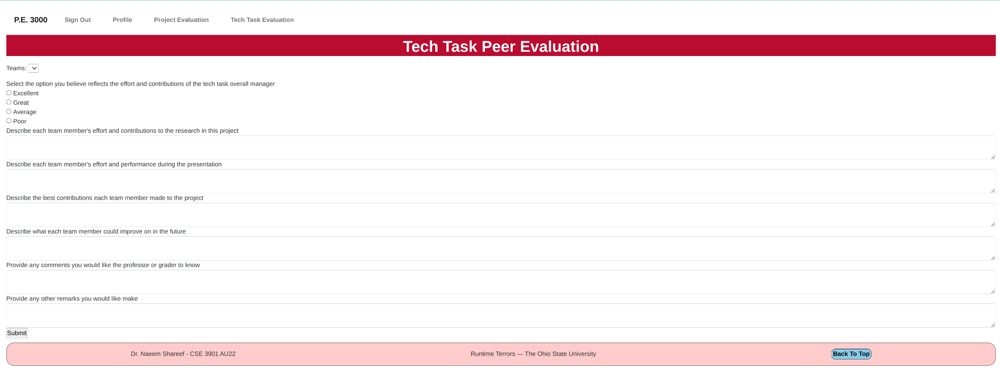 P.E. 3000 Sign Out Profile Project Evaluation Tech Task Evaluation
Tech Task Peer Evaluation
Teams:
Select the option you believe reflects the effort and contributions of the tech task overall manager
Excellent
Great
Average
Poor
Describe each team member's effort and contributions to the research in this project
Describe each team member's effort and performance during the presentation
Describe the best contributions each team member made to the project
Describe what each team member could improve on in the future
Provide any comments you would like the professor or grader to know
Provide any other remarks you would like make
Submit
Dr. Naeem Shareef - CSE 3901 AU22 Runtime Terrors — The Ohio State University Back To Top